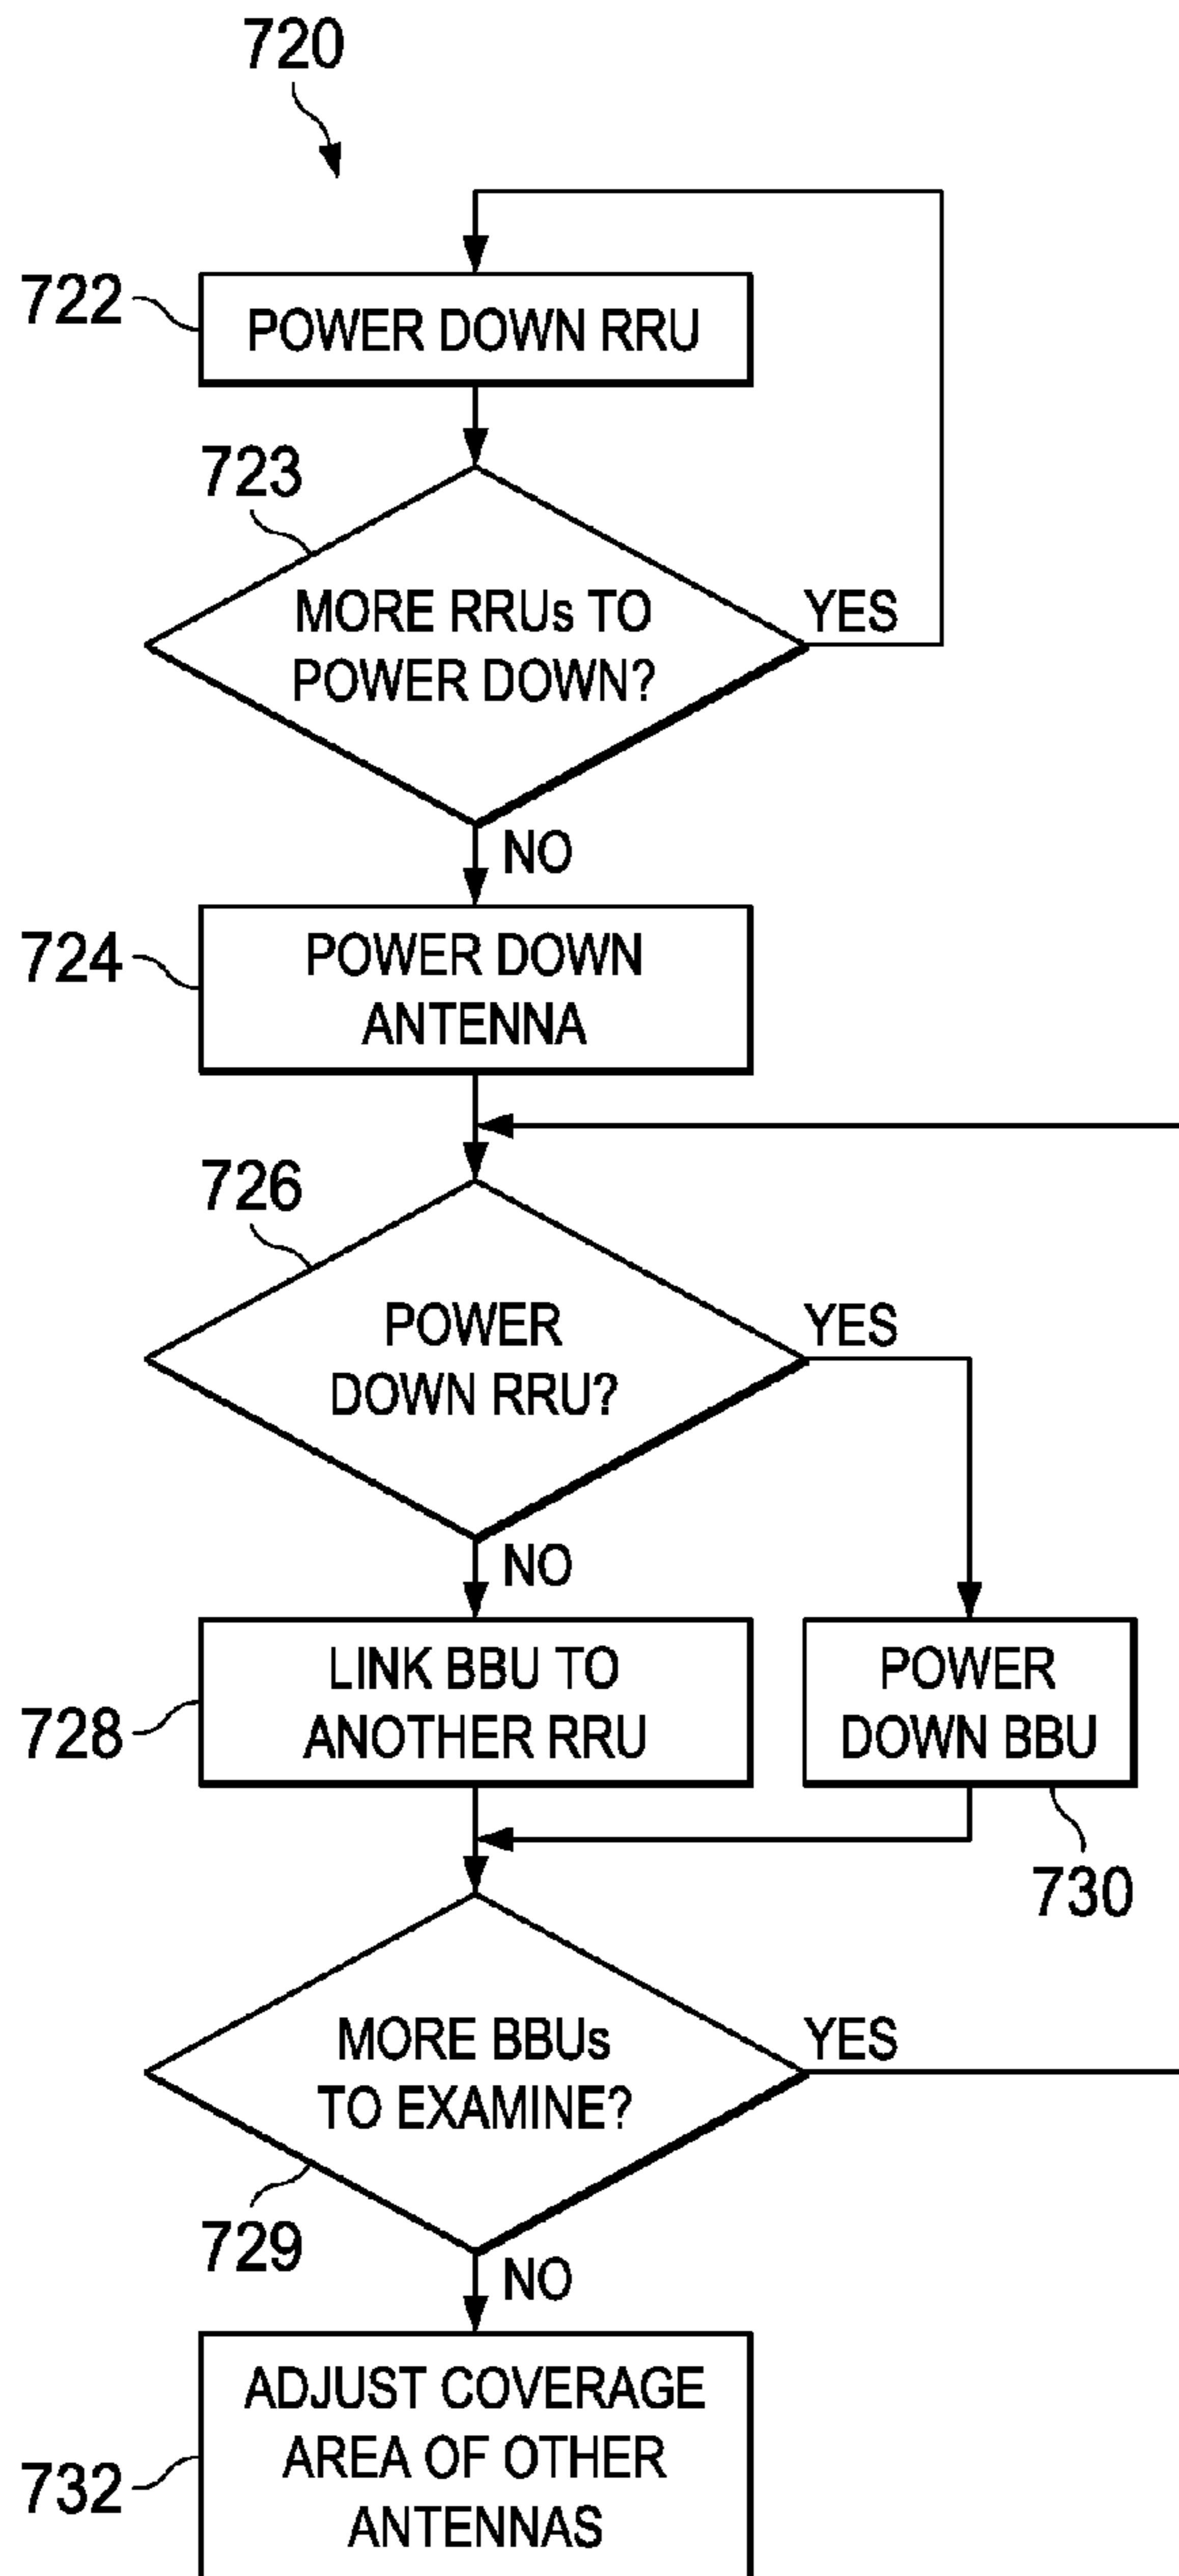 720
722
POWER DOWN RRU
723
MORE RRUs TO
POWER DOWN?
YES
NO
724
POWER DOWN
ANTENNA
726
POWER
DOWN RRU?
YES
NO
728
LINK BBU TO
ANOTHER RRU
POWER
DOWN BBU
730
MORE BBUs
TO EXAMINE?
YES
729
NO
732
ADJUST COVERAGE
AREA OF OTHER
ANTENNAS